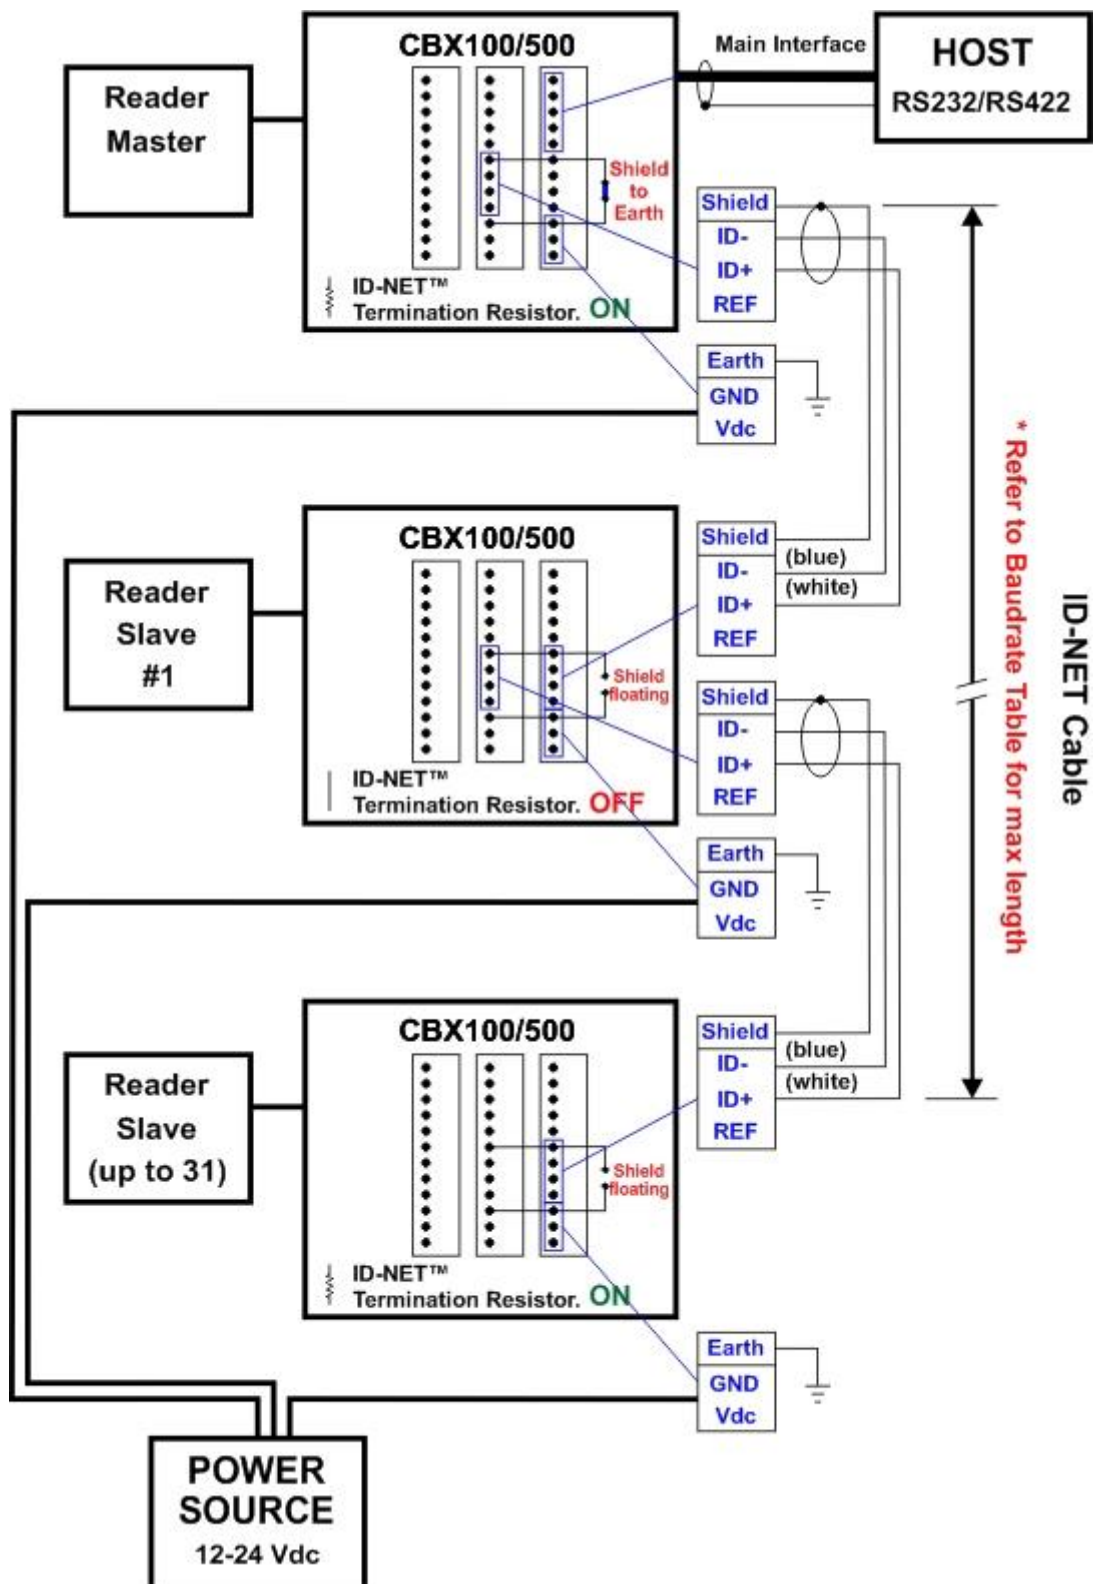 CBX100/500
Main Interface
HOST
RS232/RS422
Reader
Master
Shield
to
Earth
ID-NET™
Termination Resistor. ON
Shield
ID-
ID+
REF
Earth
GND
Vdc
CBX100/500
Reader
Slave
#1
Shield
floating
ID-NET™
Termination Resistor. OFF
Shield
ID-
ID+
REF
(blue)
(white)
Shield
ID-
ID+
REF
Earth
GND
Vdc
* Refer to Baudrate Table for max length
ID-NET Cable
CBX100/500
Reader
Slave
(up to 31)
Shield
floating
ID-NET™
Termination Resistor. ON
Shield
ID-
ID+
REF
(blue)
(white)
Earth
GND
Vdc
POWER
SOURCE
12-24 Vdc